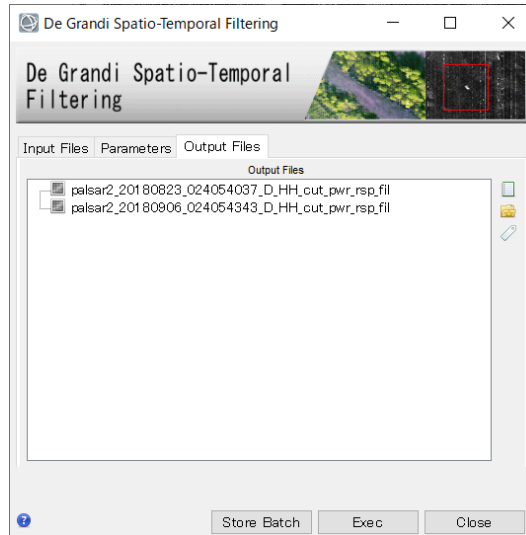 De Grandi Spatio-Temporal Filtering
De Grandi Spatio-Temporal
Filtering
Input Files Parameters Output Files
Output Files
palsar2_20180823_024054037_D_HH_cut_pwr_rsp_fil
palsar2_20180906_024054343_D_HH_cut_pwr_rsp_fil
Store Batch Exec Close